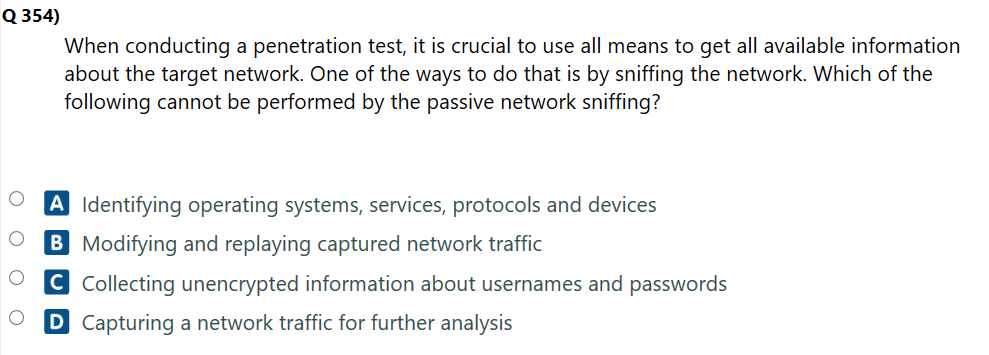 Q 354)
When conducting a penetration test, it is crucial to use all means to get all available information
about the target network. One of the ways to do that is by sniffing the network. Which of the
following cannot be performed by the passive network sniffing?
A Identifying operating systems, services, protocols and devices
B Modifying and replaying captured network traffic
C Collecting unencrypted information about usernames and passwords
D Capturing a network traffic for further analysis